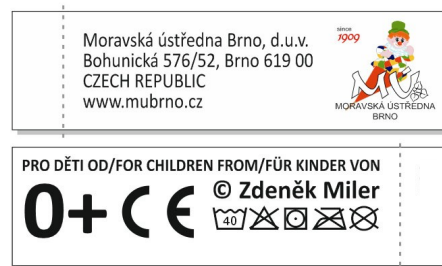 Moravská ústředna Brno, d.u.v.
Bohunická 576/52, Brno 619 00
CZECH REPUBLIC
www.mubrno.cz
since
1909
MU
MORAVSKÁ ÚSTŘEDNA
BRNO
PRO DĚTI OD/FOR CHILDREN FROM/FÜR KINDER VON
0+ CE
© Zdeněk Miler
40